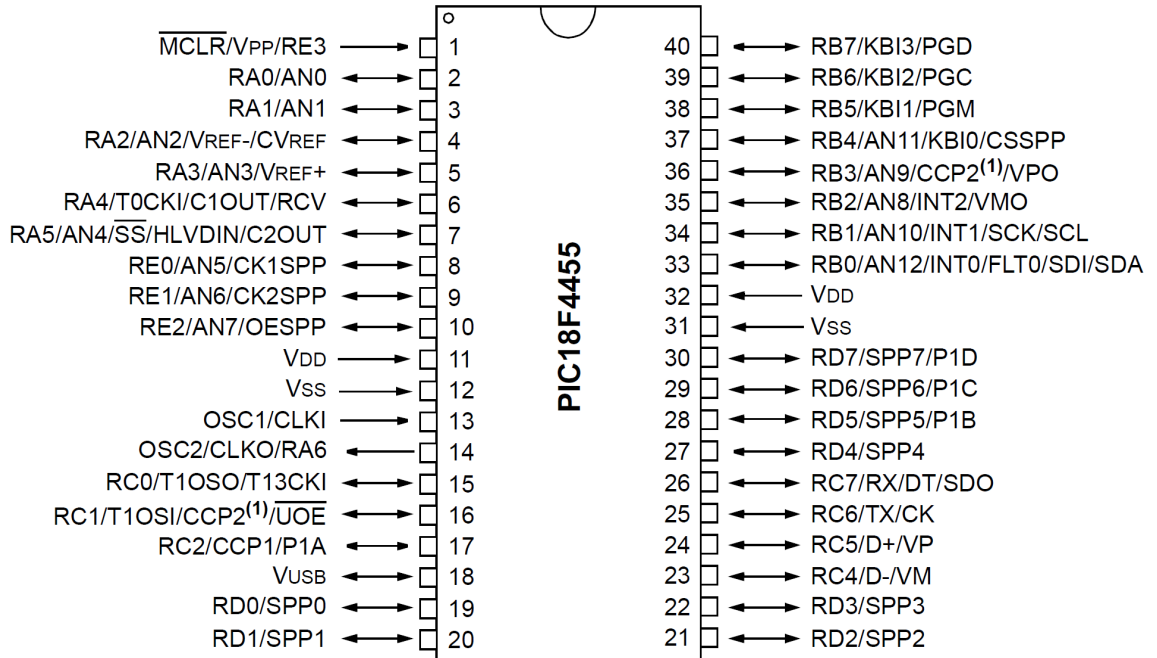 MCLR/VPP/RE3 1
RA0/AN0 2
RA1/AN1 3
RA2/AN2/VREF-/CVREF 4
RA3/AN3/VREF+ 5
RA4/T0CKI/C1OUT/RCV 6
RA5/AN4/SS/HLVDIN/C2OUT 7
RE0/AN5/CK1SPP 8
RE1/AN6/CK2SPP 9
RE2/AN7/OESPP 10
VDD 11
VSS 12
OSC1/CLKI 13
OSC2/CLKO/RA6 14
RC0/T1OSO/T13CKI 15
RC1/T1OSI/CCP2(1)/UOE 16
RC2/CCP1/P1A 17
VUSB 18
RD0/SPP0 19
RD1/SPP1 20
PIC18F4455
40 RB7/KBI3/PGD
39 RB6/KBI2/PGC
38 RB5/KBI1/PGM
37 RB4/AN11/KBI0/CSSPP
36 RB3/AN9/CCP2(1)/VPO
35 RB2/AN8/INT2/VMO
34 RB1/AN10/INT1/SCK/SCL
33 RB0/AN12/INT0/FLT0/SDI/SDA
32 VDD
31 VSS
30 RD7/SPP7/P1D
29 RD6/SPP6/P1C
28 RD5/SPP5/P1B
27 RD4/SPP4
26 RC7/RX/DT/SDO
25 RC6/TX/CK
24 RC5/D+/VP
23 RC4/D-/VM
22 RD3/SPP3
21 RD2/SPP2